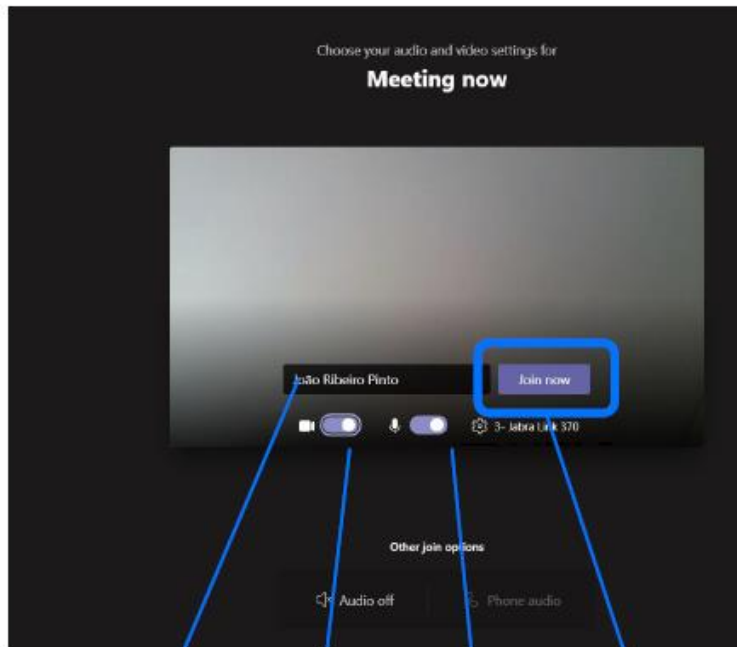 Choose your audio and video settings for
Meeting now
João Ribeiro Pinto
Join now
3- Jabra Link 370
Other join options
Audio off
Phone audio